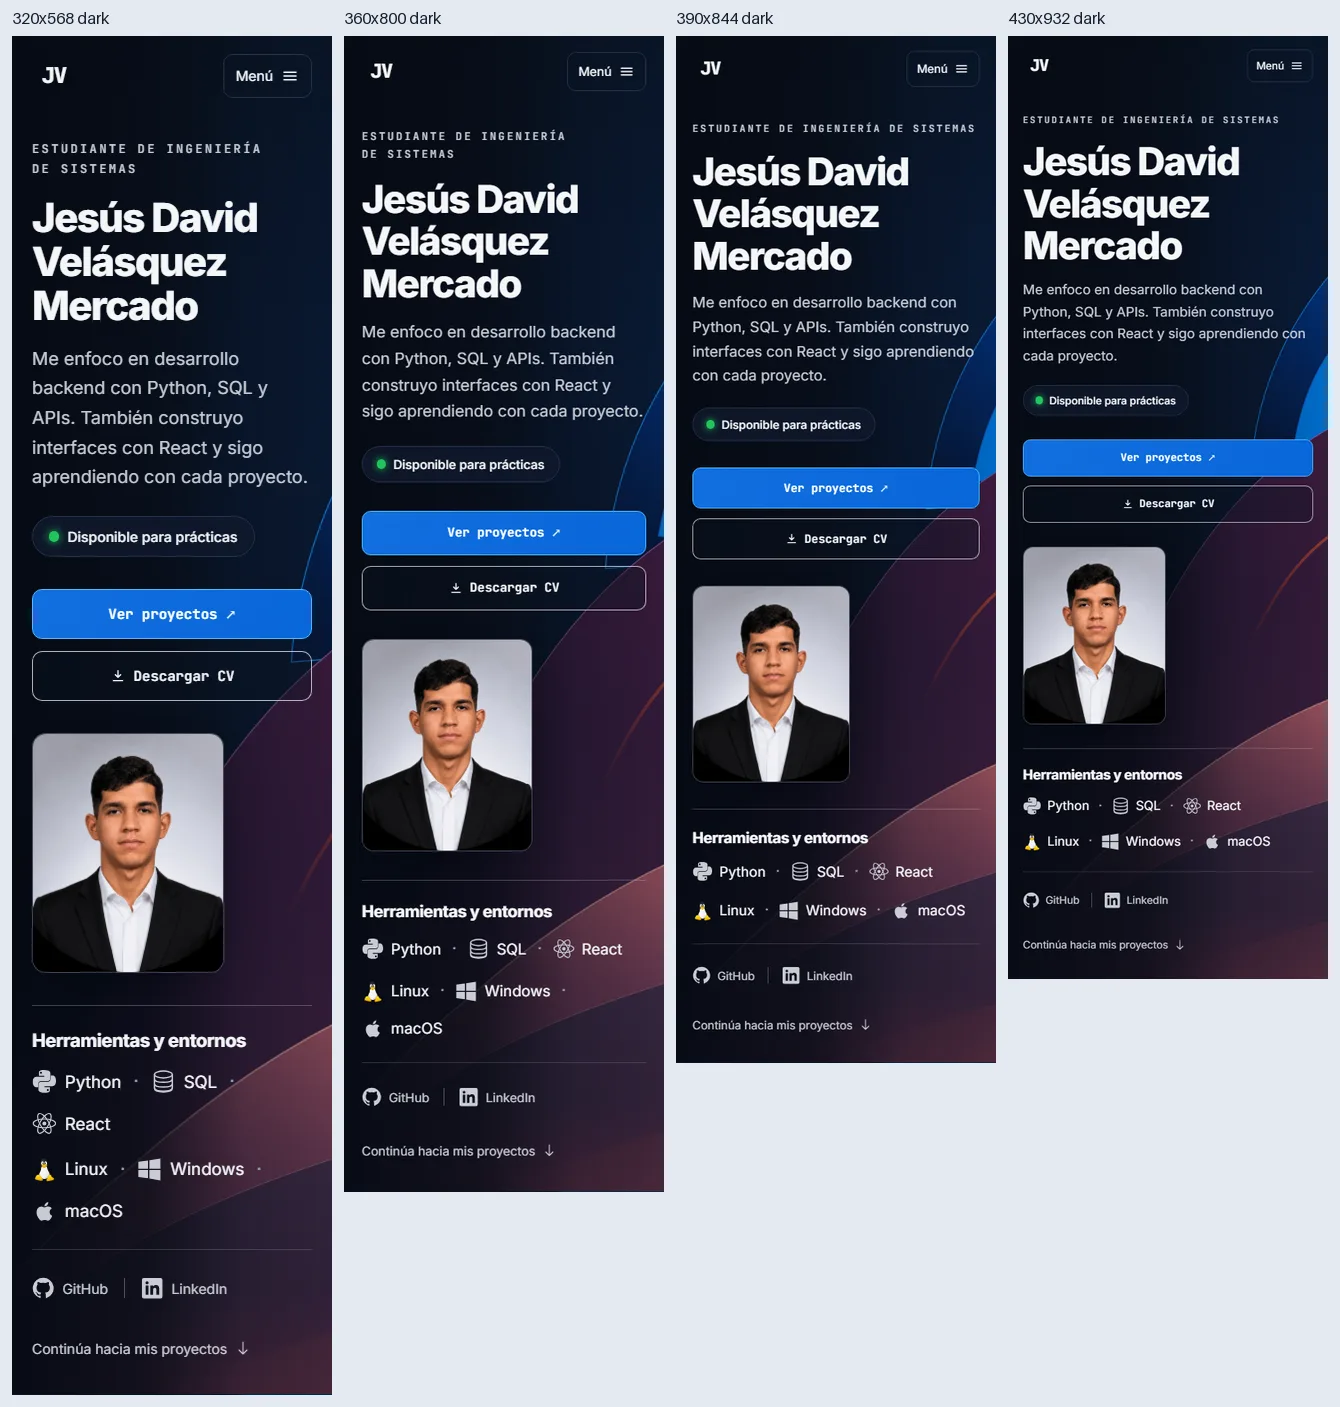 320x568 dark
JV
Menú
ESTUDIANTE DE INGENIERÍA
DE SISTEMAS
Jesús David
Velásquez
Mercado
Me enfoco en desarrollo
backend con Python, SQL y
APIs. También construyo
interfaces con React y sigo
aprendiendo con cada proyecto.
Disponible para prácticas
Ver proyectos ↗
Descargar CV
Herramientas y entornos
Python · SQL ·
React
Linux · Windows ·
macOS
GitHub
LinkedIn
Continúa hacia mis proyectos ↓
360x800 dark
JV
Menú
ESTUDIANTE DE INGENIERÍA
DE SISTEMAS
Jesús David
Velásquez
Mercado
Me enfoco en desarrollo backend
con Python, SQL y APIs. También
construyo interfaces con React y
sigo aprendiendo con cada proyecto.
Disponible para prácticas
Ver proyectos ↗
Descargar CV
Herramientas y entornos
Python · SQL · React
Linux · Windows ·
macOS
GitHub
LinkedIn
Continúa hacia mis proyectos ↓
390x844 dark
JV
Menú
ESTUDIANTE DE INGENIERÍA DE SISTEMAS
Jesús David
Velásquez
Mercado
Me enfoco en desarrollo backend con
Python, SQL y APIs. También construyo
interfaces con React y sigo aprendiendo
con cada proyecto.
Disponible para prácticas
Ver proyectos ↗
Descargar CV
Herramientas y entornos
Python · SQL · React
Linux · Windows · macOS
GitHub
LinkedIn
Continúa hacia mis proyectos ↓
430x932 dark
JV
Menú
ESTUDIANTE DE INGENIERÍA DE SISTEMAS
Jesús David
Velásquez
Mercado
Me enfoco en desarrollo backend con
Python, SQL y APIs. También construyo
interfaces con React y sigo aprendiendo con
cada proyecto.
Disponible para prácticas
Ver proyectos ↗
Descargar CV
Herramientas y entornos
Python · SQL · React
Linux · Windows · macOS
GitHub
LinkedIn
Continúa hacia mis proyectos ↓